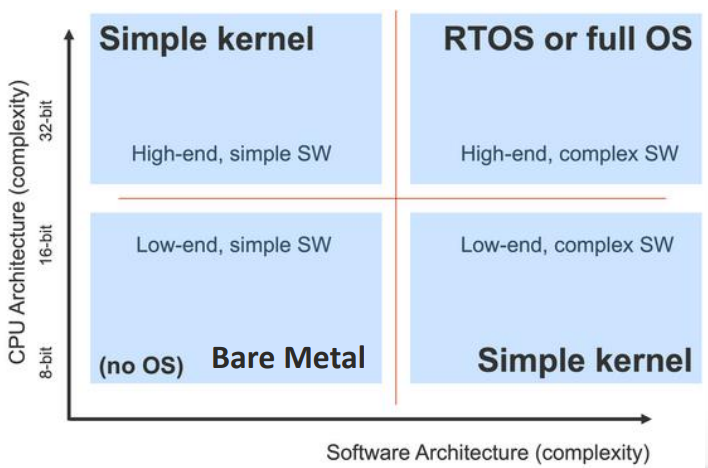 Simple kernel
RTOS or full OS
High-end, simple SW
High-end, complex SW
Low-end, simple SW
Low-end, complex SW
(no OS) Bare Metal
Simple kernel
CPU Architecture (complexity)
32-bit
16-bit
8-bit
Software Architecture (complexity)